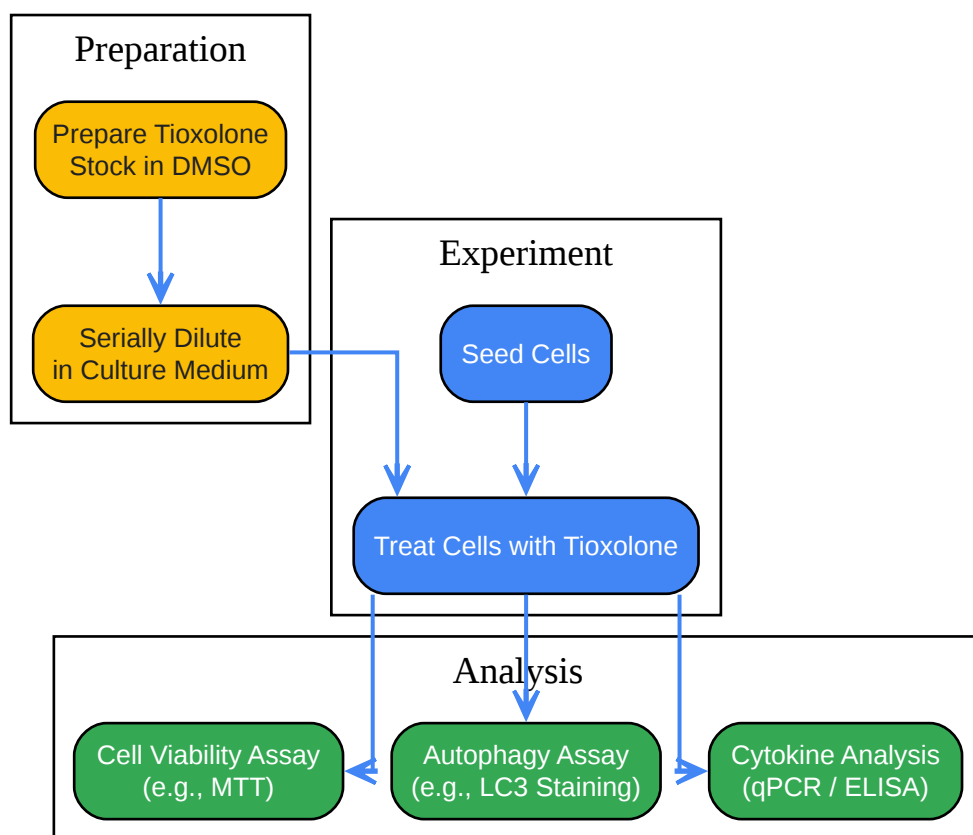 Preparation
Prepare Tioxolone
Stock in DMSO
Serially Dilute
in Culture Medium
Experiment
Seed Cells
Treat Cells with Tioxolone
Analysis
Cell Viability Assay
(e.g., MTT)
Autophagy Assay
(e.g., LC3 Staining)
Cytokine Analysis
(qPCR / ELISA)